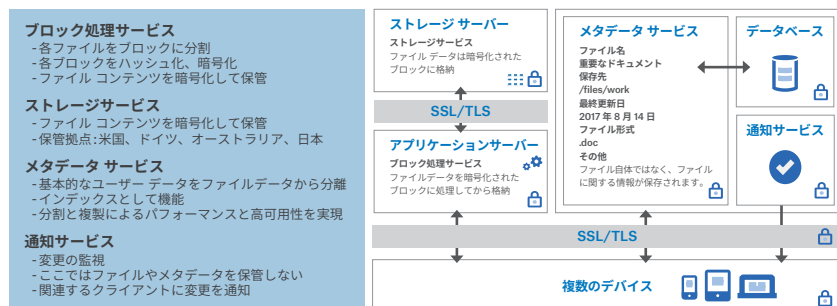 ブロック処理サービス
-各ファイルをブロックに分割
-各ブロックをハッシュ化、暗号化
-ファイル コンテンツを暗号化して保管
ストレージサービス
-ファイル コンテンツを暗号化して保管
-保管拠点:米国、ドイツ、オーストラリア、日本
メタデータ サービス
-基本的なユーザー データをファイルデータから分離
-インデックスとして機能
-分割と複製によるパフォーマンスと高可用性を実現
通知サービス
-変更の監視
-ここではファイルやメタデータを保管しない
-関連するクライアントに変更を通知
ストレージ サーバー
ストレージサービス
ファイル データは暗号化された
ブロックに格納
SSL/TLS
アプリケーションサーバー
ブロック処理サービス
ファイルデータを暗号化された
ブロックに処理してから格納
メタデータ サービス
ファイル名
重要なドキュメント
保存先
/files/work
最終更新日
2017 年 8 月 14 日
ファイル形式
.doc
その他
ファイル自体ではなく、ファイル
に関する情報が保存されます。
データベース
通知サービス
SSL/TLS
複数のデバイス